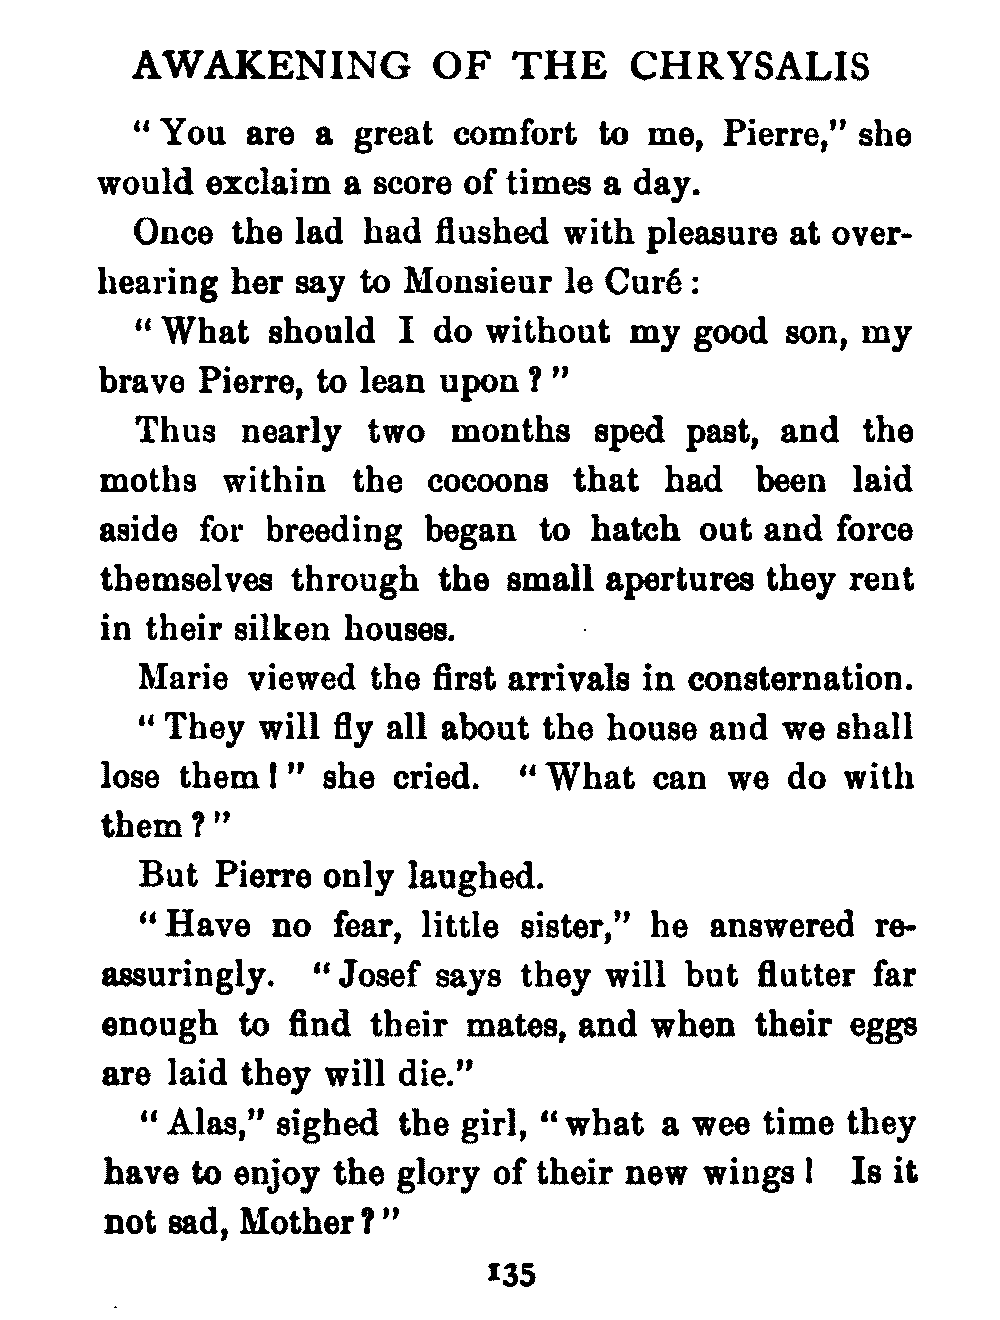 AWAKENING OF THE CHRYSALIS
“You are a great comfort to me, Pierre,” she
would exclaim a score of times a day.
Once the lad had flushed with pleasure at over-
hearing her say to Monsieur le Curé:
“What should I do without my good son, my
brave Pierre, to lean upon?”
Thus nearly two months sped past, and the
moths within the cocoons that had been laid
aside for breeding began to hatch out and force
themselves through the small apertures they rent
in their silken houses.
Marie viewed the first arrivals in consternation.
“They will fly all about the house and we shall
lose them!” she cried. “What can we do with
them?”
But Pierre only laughed.
“Have no fear, little sister,” he answered re-
assuringly. “Josef says they will but flutter far
enough to find their mates, and when their eggs
are laid they will die.”
“Alas,” sighed the girl, “what a wee time they
have to enjoy the glory of their new wings! Is it
not sad, Mother?”
135